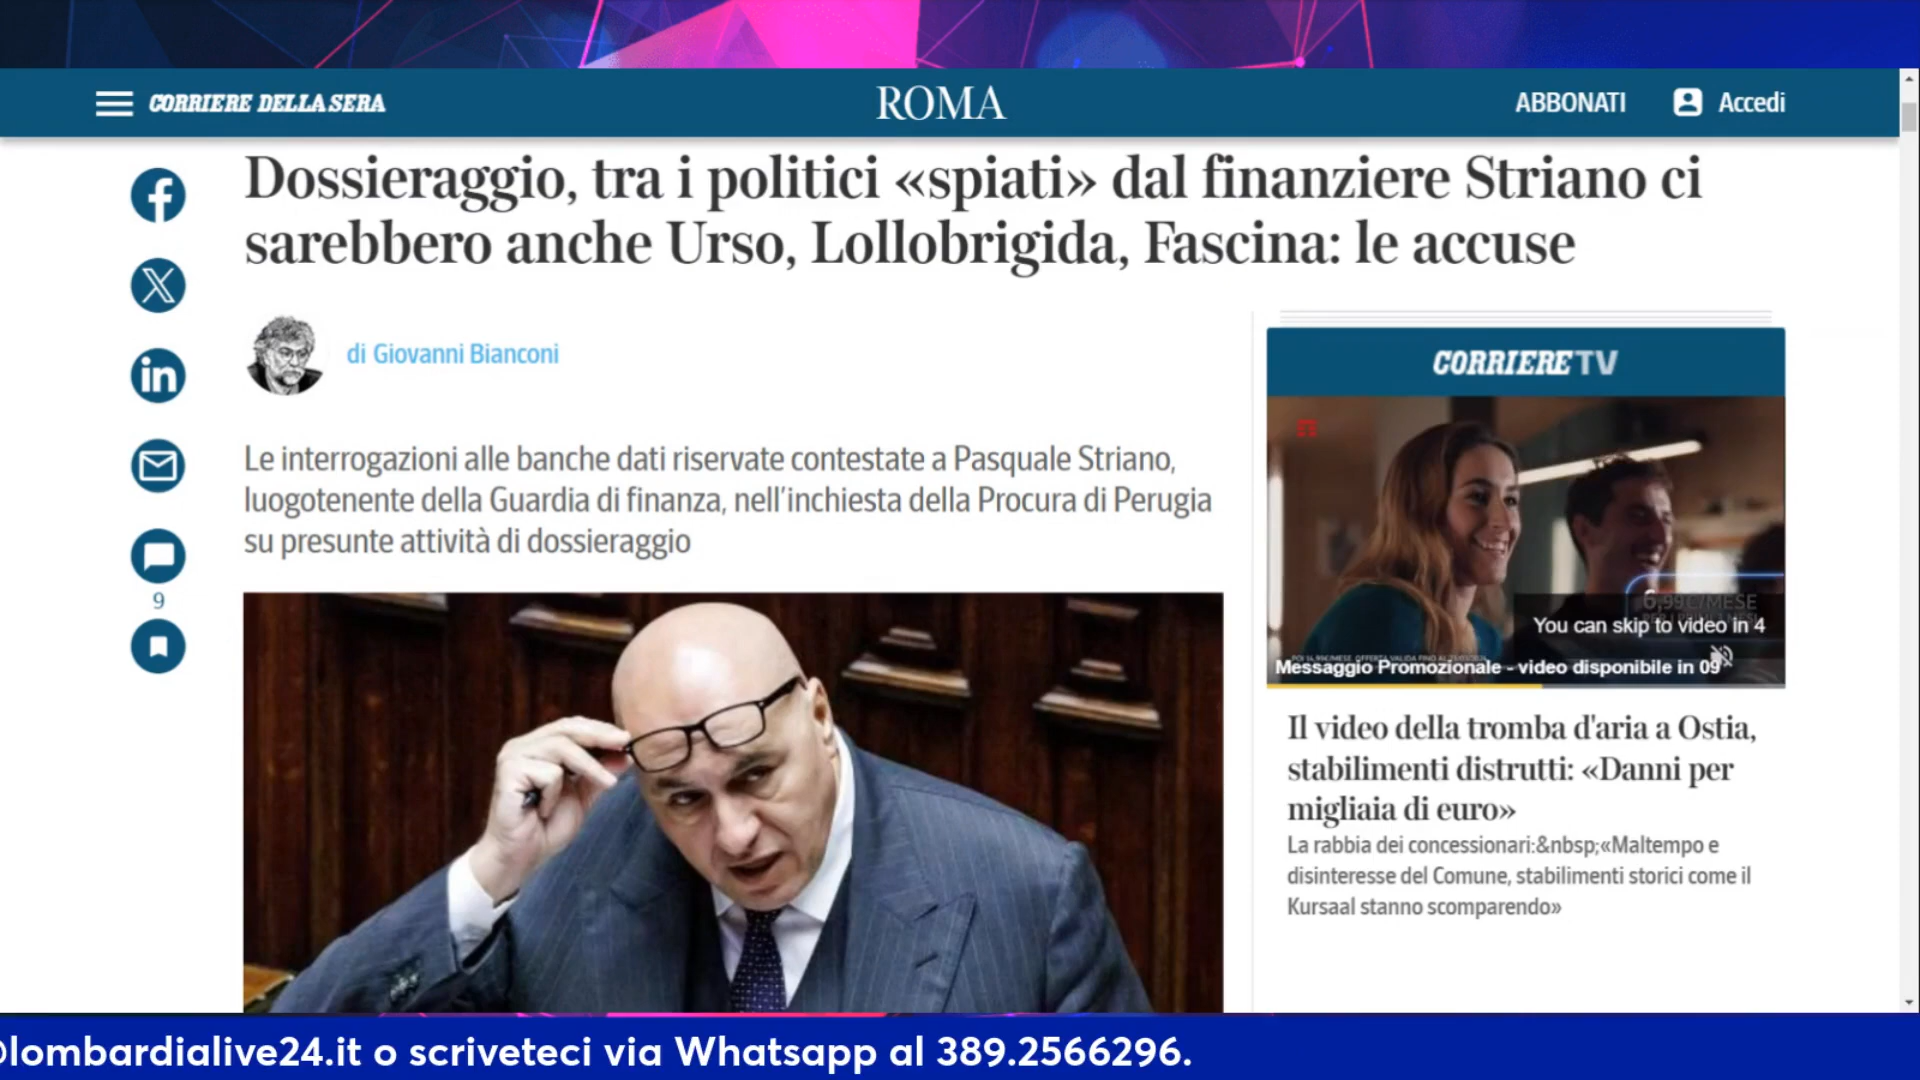 CORRIERE DELLA SERA
ROMA
ABBONATI
Accedi
Dossieraggio, tra i politici «spiati» dal finanziere Striano ci
sarebbero anche Urso, Lollobrigida, Fascina: le accuse
di Giovanni Bianconi
Le interrogazioni alle banche dati riservate contestate a Pasquale Striano,
luogotenente della Guardia di finanza, nell'inchiesta della Procura di Perugia
su presunte attività di dossieraggio
9
CORRIERE TV
6,99€/MESE
You can skip to video in 4
Messaggio Promozionale - video disponibile in 09
Il video della tromba d'aria a Ostia,
stabilimenti distrutti: «Danni per
migliaia di euro»
La rabbia dei concessionari:&nbsp;«Maltempo e
disinteresse del Comune, stabilimenti storici come il
Kursaal stanno scomparendo»
@lombardialive24.it o scriveteci via Whatsapp al 389.2566296.